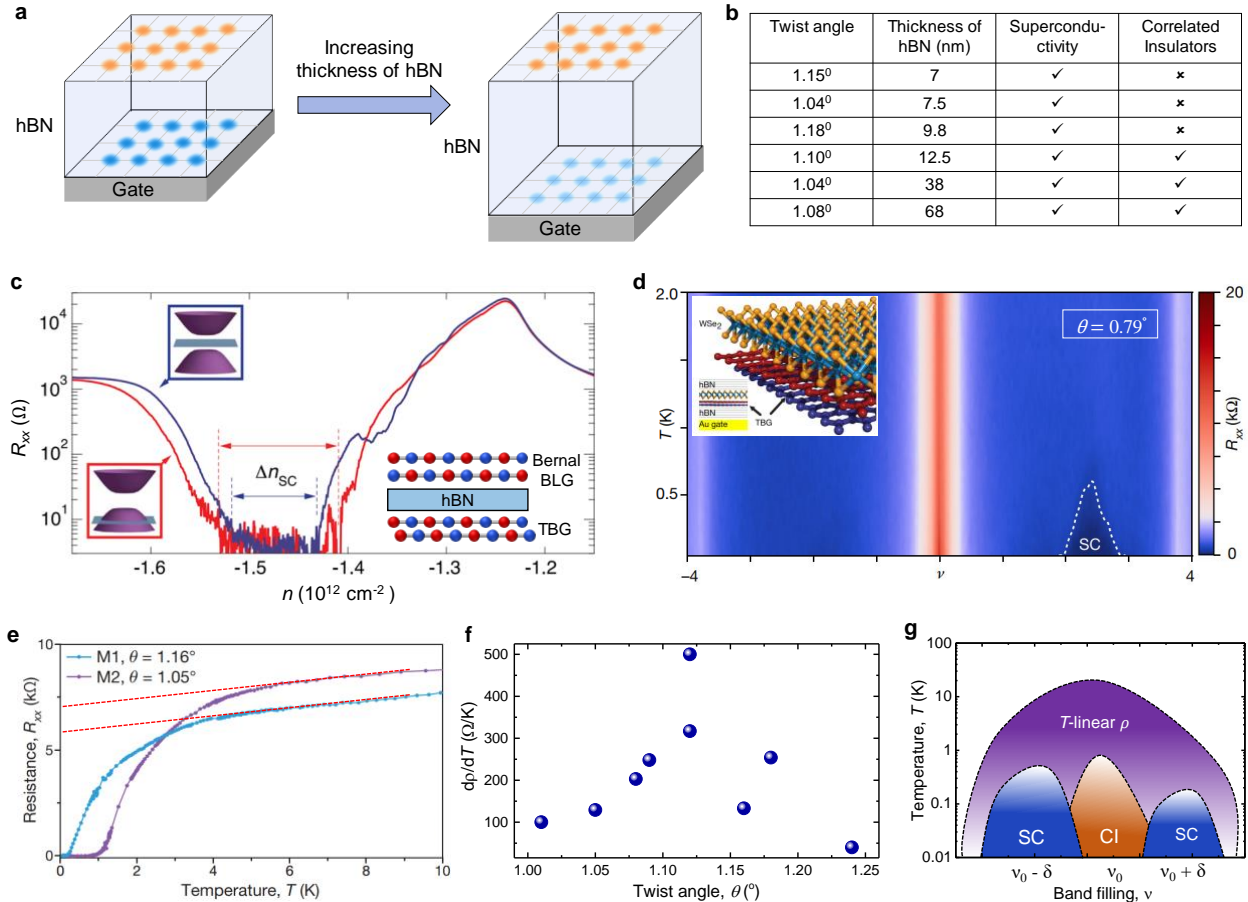 a
hBN
Gate
Increasing
thickness of hBN
hBN
Gate
b
Twist angle
Thickness of
hBN (nm)
Supercondu-
ctivity
Correlated
Insulators
1.15⁰ 7 ✓ ×
1.04⁰ 7.5 ✓ ×
1.18⁰ 9.8 ✓ ×
1.10⁰ 12.5 ✓ ✓
1.04⁰ 38 ✓ ✓
1.08⁰ 68 ✓ ✓
c
10⁴
10³
10²
10¹
Rxx (Ω)
ΔnSC
Bernal
BLG
hBN
TBG
-1.6 -1.5 -1.4 -1.3 -1.2
n (10¹² cm⁻²)
d
2.0
0.5
T (K)
WSe₂
hBN
hBN
Au gate
TBG
θ = 0.79°
SC
-4 ν 4
20
0
Rxx (kΩ)
e
M1, θ = 1.16°
M2, θ = 1.05°
10
5
0
Resistance, Rxx (kΩ)
0 2 4 6 8 10
Temperature, T (K)
f
500
450
400
350
300
250
200
150
100
50
dρ/dT (Ω/K)
1.00 1.05 1.10 1.15 1.20 1.25
Twist angle, θ (°)
g
100
10
1
0.1
0.01
Temperature, T (K)
T-linear ρ
SC
CI
SC
ν₀ - δ ν₀ ν₀ + δ
Band filling, ν